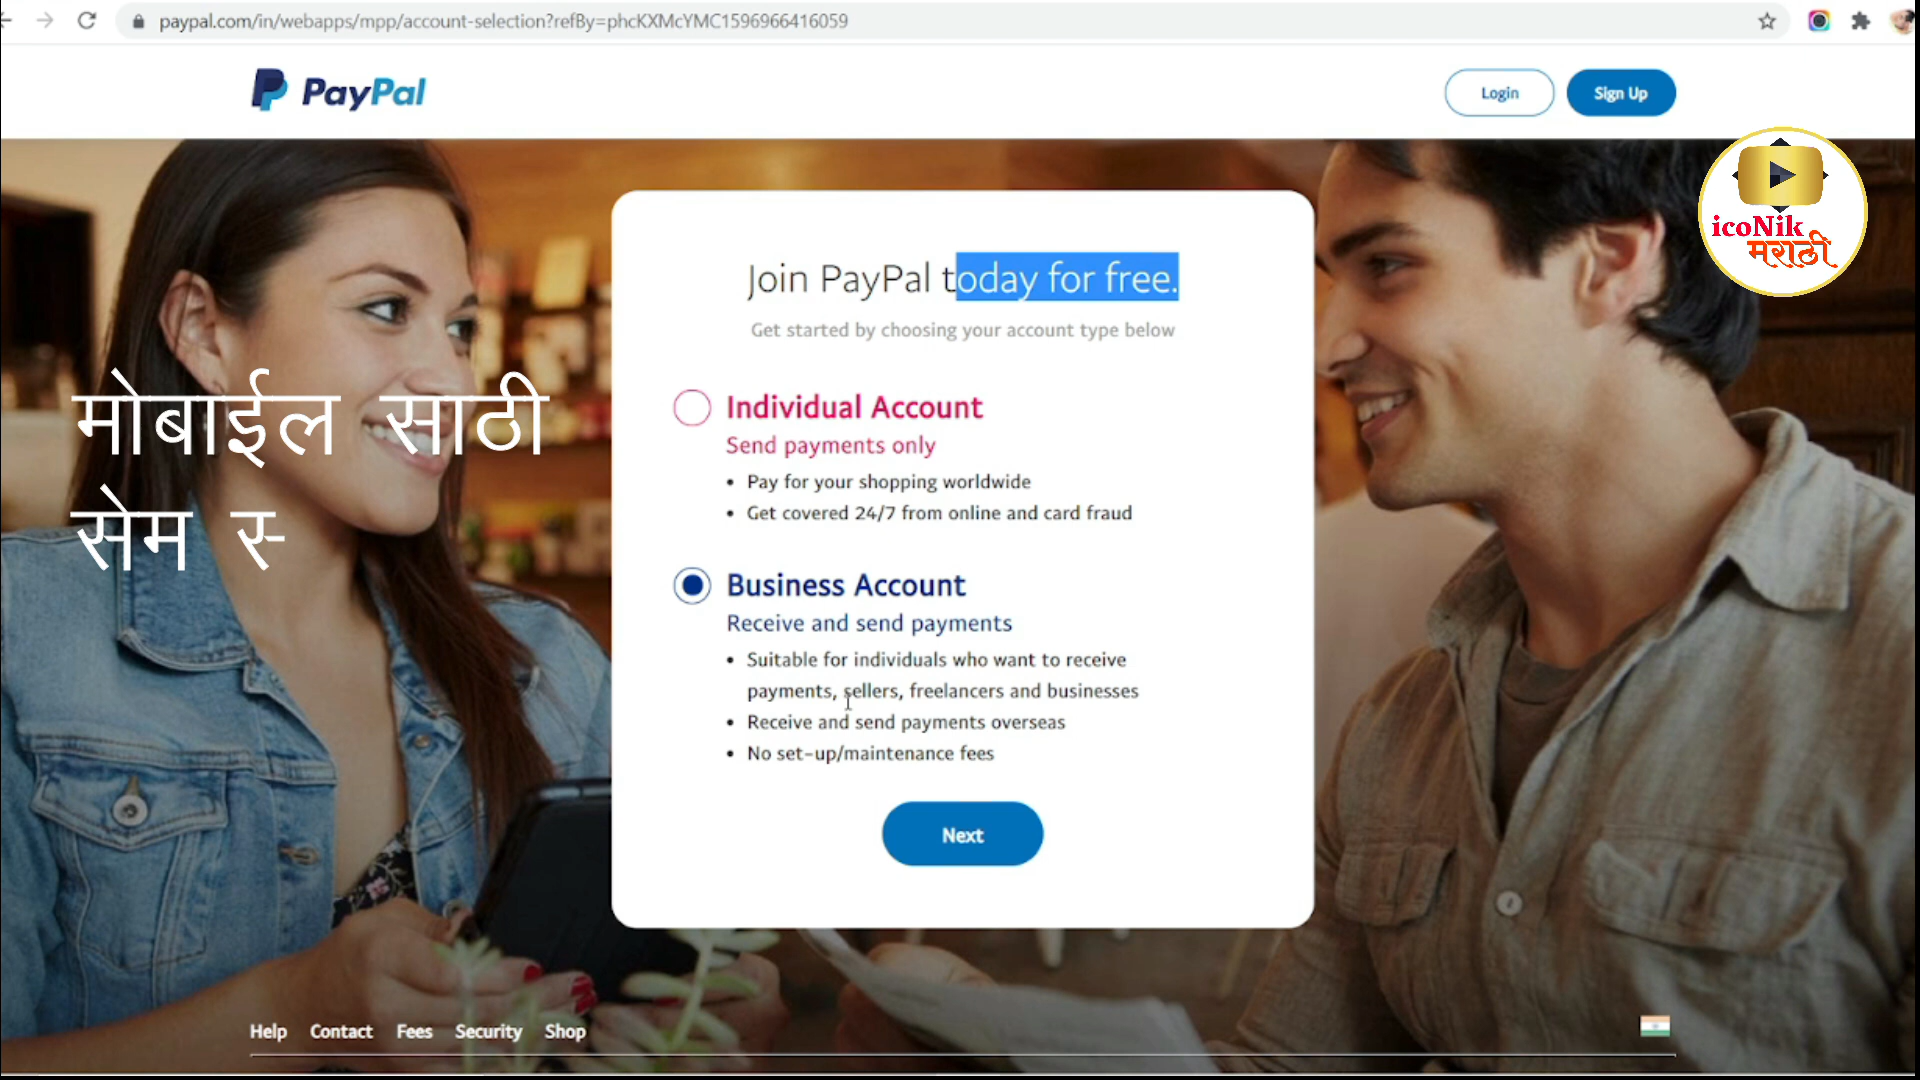 paypal.com/in/webapps/mpp/account-selection?refBy=phcKXMcYMC1596966416059
PayPal
Login
Sign Up
icoNik
मराठी
Join PayPal today for free.
Get started by choosing your account type below
Individual Account
Send payments only
• Pay for your shopping worldwide
• Get covered 24/7 from online and card fraud
मोबाईल साठी
सेम स्
Business Account
Receive and send payments
• Suitable for individuals who want to receive
payments, sellers, freelancers and businesses
• Receive and send payments overseas
• No set-up/maintenance fees
Next
Help Contact Fees Security Shop